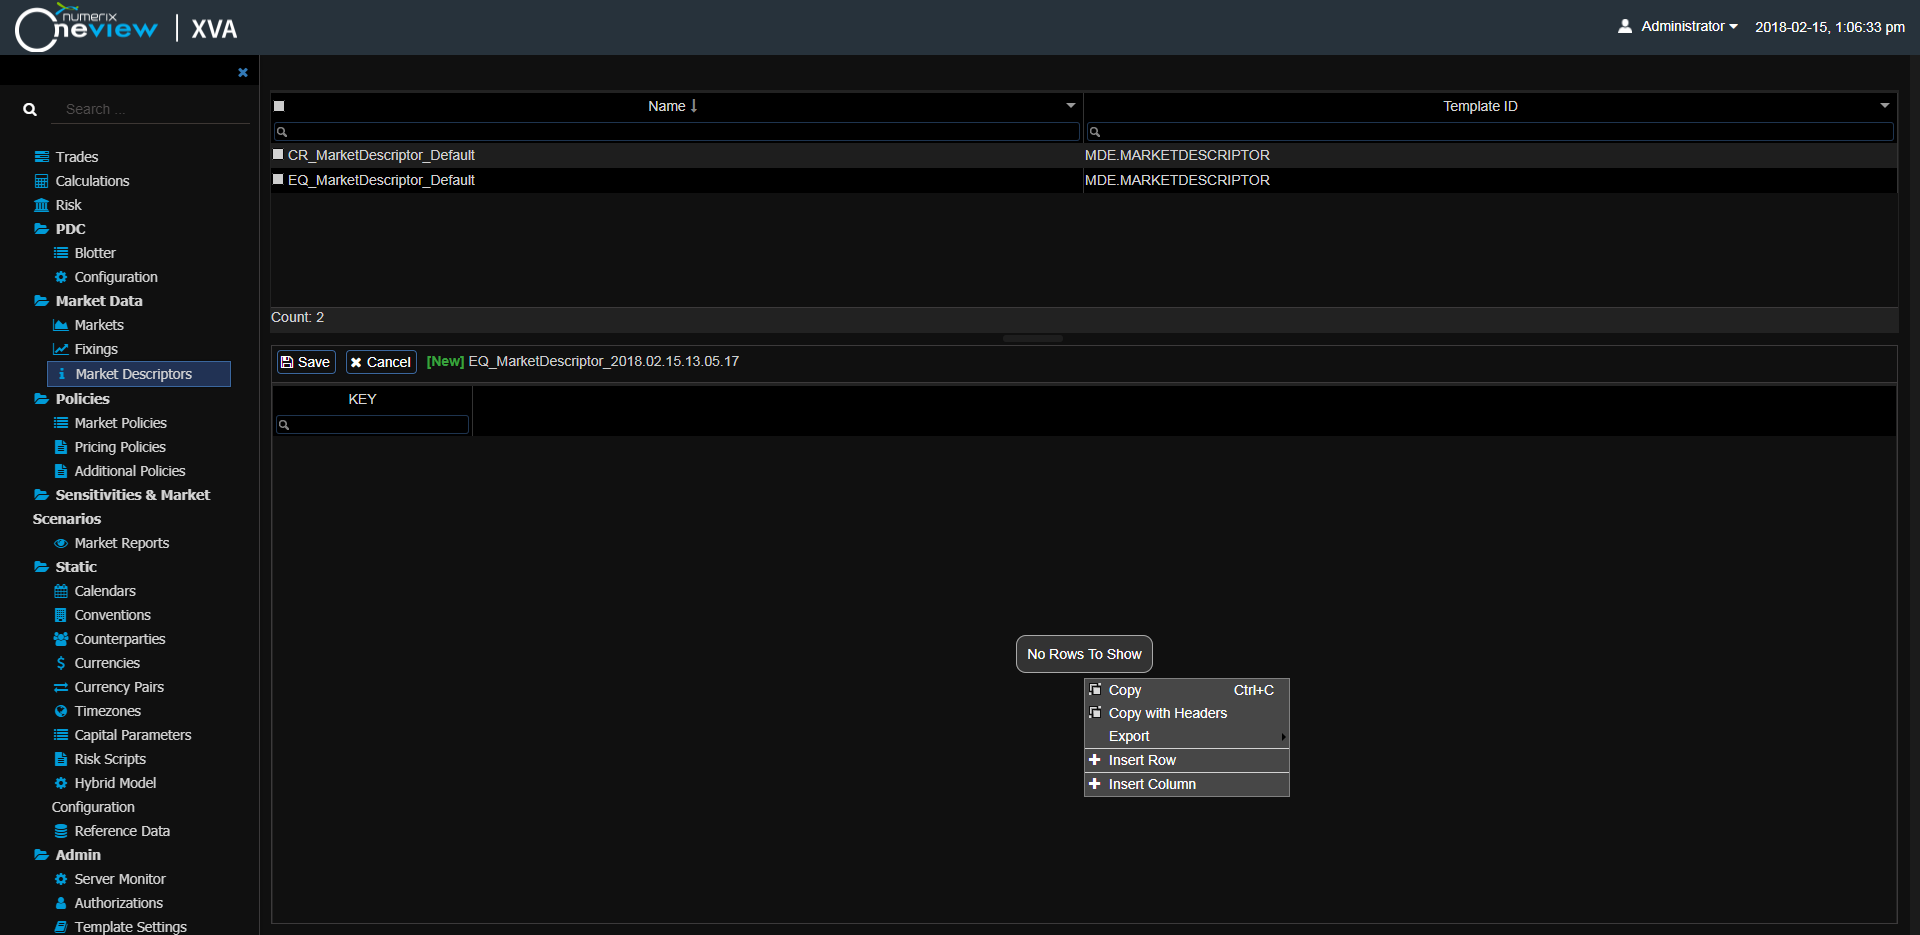 numerix
Oneview | XVA
Administrator
2018-02-15, 1:06:33 pm
Search ...
Trades
Calculations
Risk
PDC
Blotter
Configuration
Market Data
Markets
Fixings
Market Descriptors
Policies
Market Policies
Pricing Policies
Additional Policies
Sensitivities & Market
Scenarios
Market Reports
Static
Calendars
Conventions
Counterparties
Currencies
Currency Pairs
Timezones
Capital Parameters
Risk Scripts
Hybrid Model
Configuration
Reference Data
Admin
Server Monitor
Authorizations
Template Settings
Name Template ID
CR_MarketDescriptor_Default MDE.MARKETDESCRIPTOR
EQ_MarketDescriptor_Default MDE.MARKETDESCRIPTOR
Count: 2
Save Cancel [New] EQ_MarketDescriptor_2018.02.15.13.05.17
KEY
No Rows To Show
Copy Ctrl+C
Copy with Headers
Export
Insert Row
Insert Column